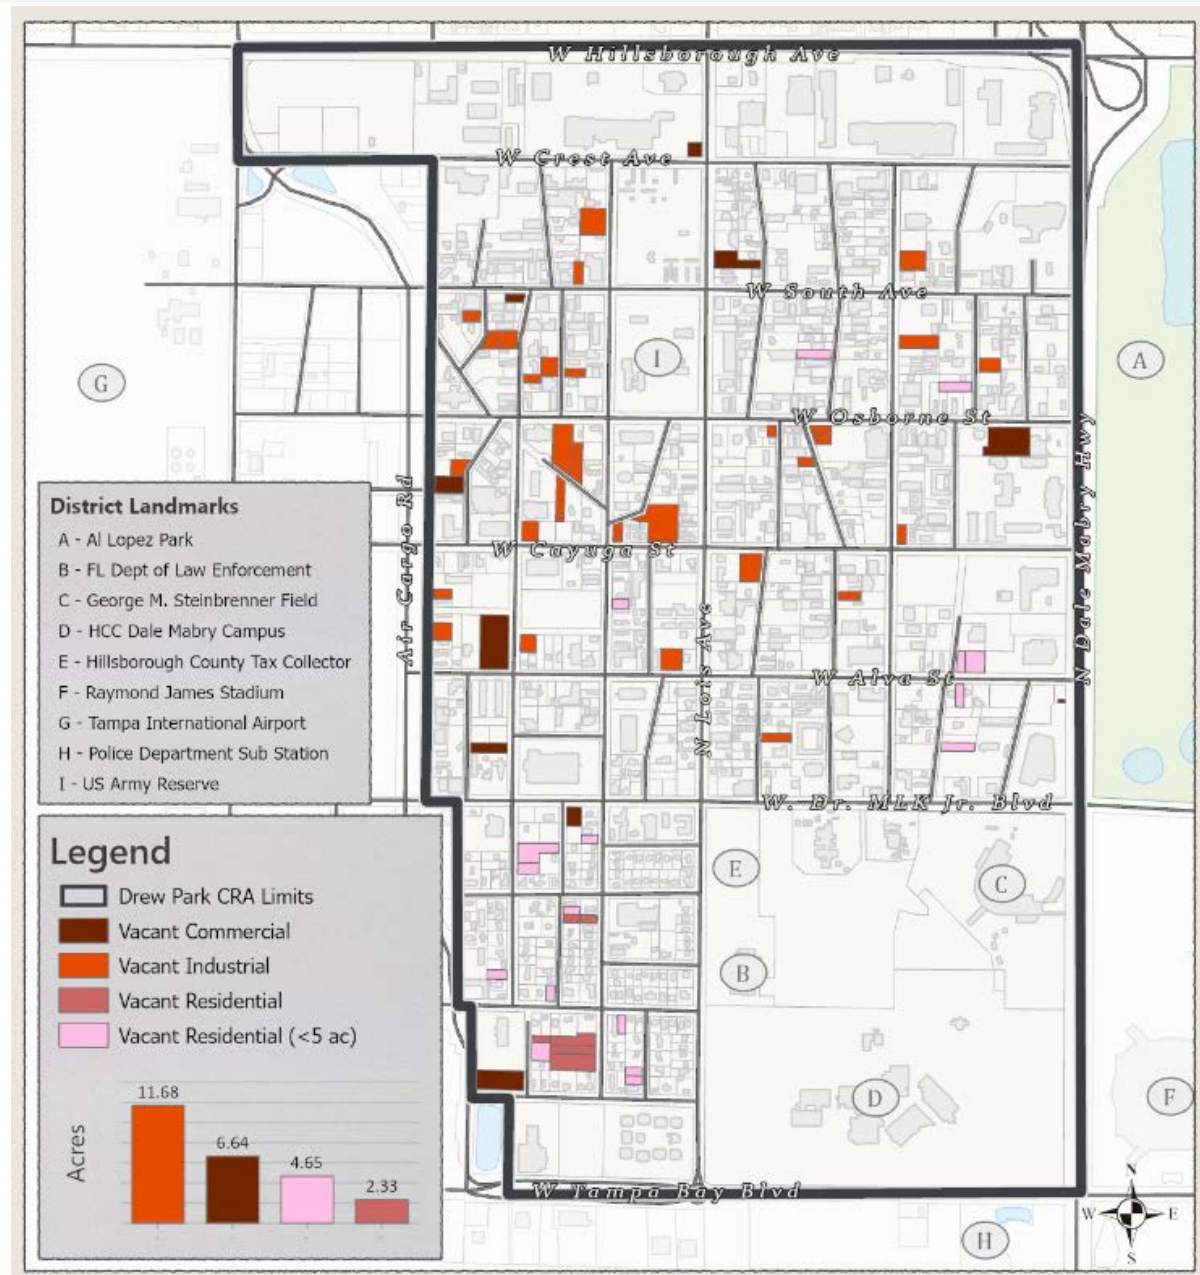 W Hillsborough Ave
W Crest Ave
W South Ave
I
A
G
W Osborne St
N Dale Mabry Hwy
Air Cargo Rd
District Landmarks
A - Al Lopez Park
B - FL Dept of Law Enforcement
C - George M. Steinbrenner Field
D - HCC Dale Mabry Campus
E - Hillsborough County Tax Collector
F - Raymond James Stadium
G - Tampa International Airport
H - Police Department Sub Station
I - US Army Reserve
W Cayuga St
N Lois Ave
W Alva St
W. Dr. MLK Jr. Blvd
E
C
B
D
F
Legend
Drew Park CRA Limits
Vacant Commercial
Vacant Industrial
Vacant Residential
Vacant Residential (<5 ac)
Acres
11.68
6.64
4.65
2.33
W Tampa Bay Blvd
H
N
W E
S